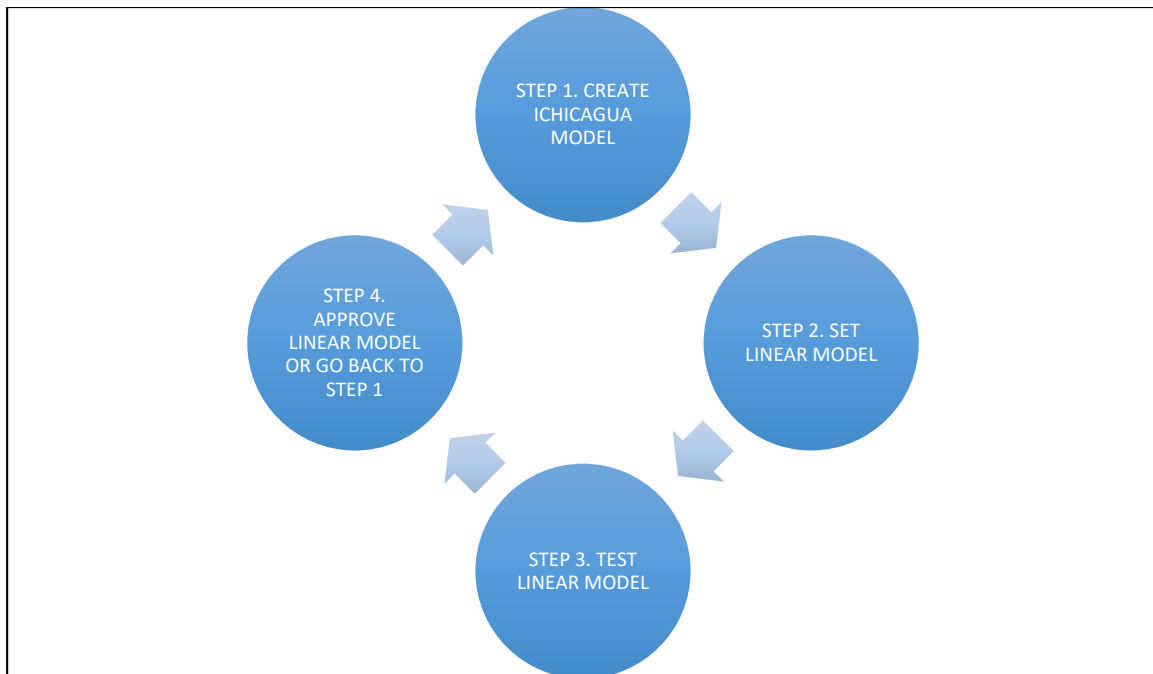 STEP 1. CREATE
ICHICAGUA
MODEL
STEP 2. SET
LINEAR MODEL
STEP 3. TEST
LINEAR MODEL
STEP 4.
APPROVE
LINEAR MODEL
OR GO BACK TO
STEP 1